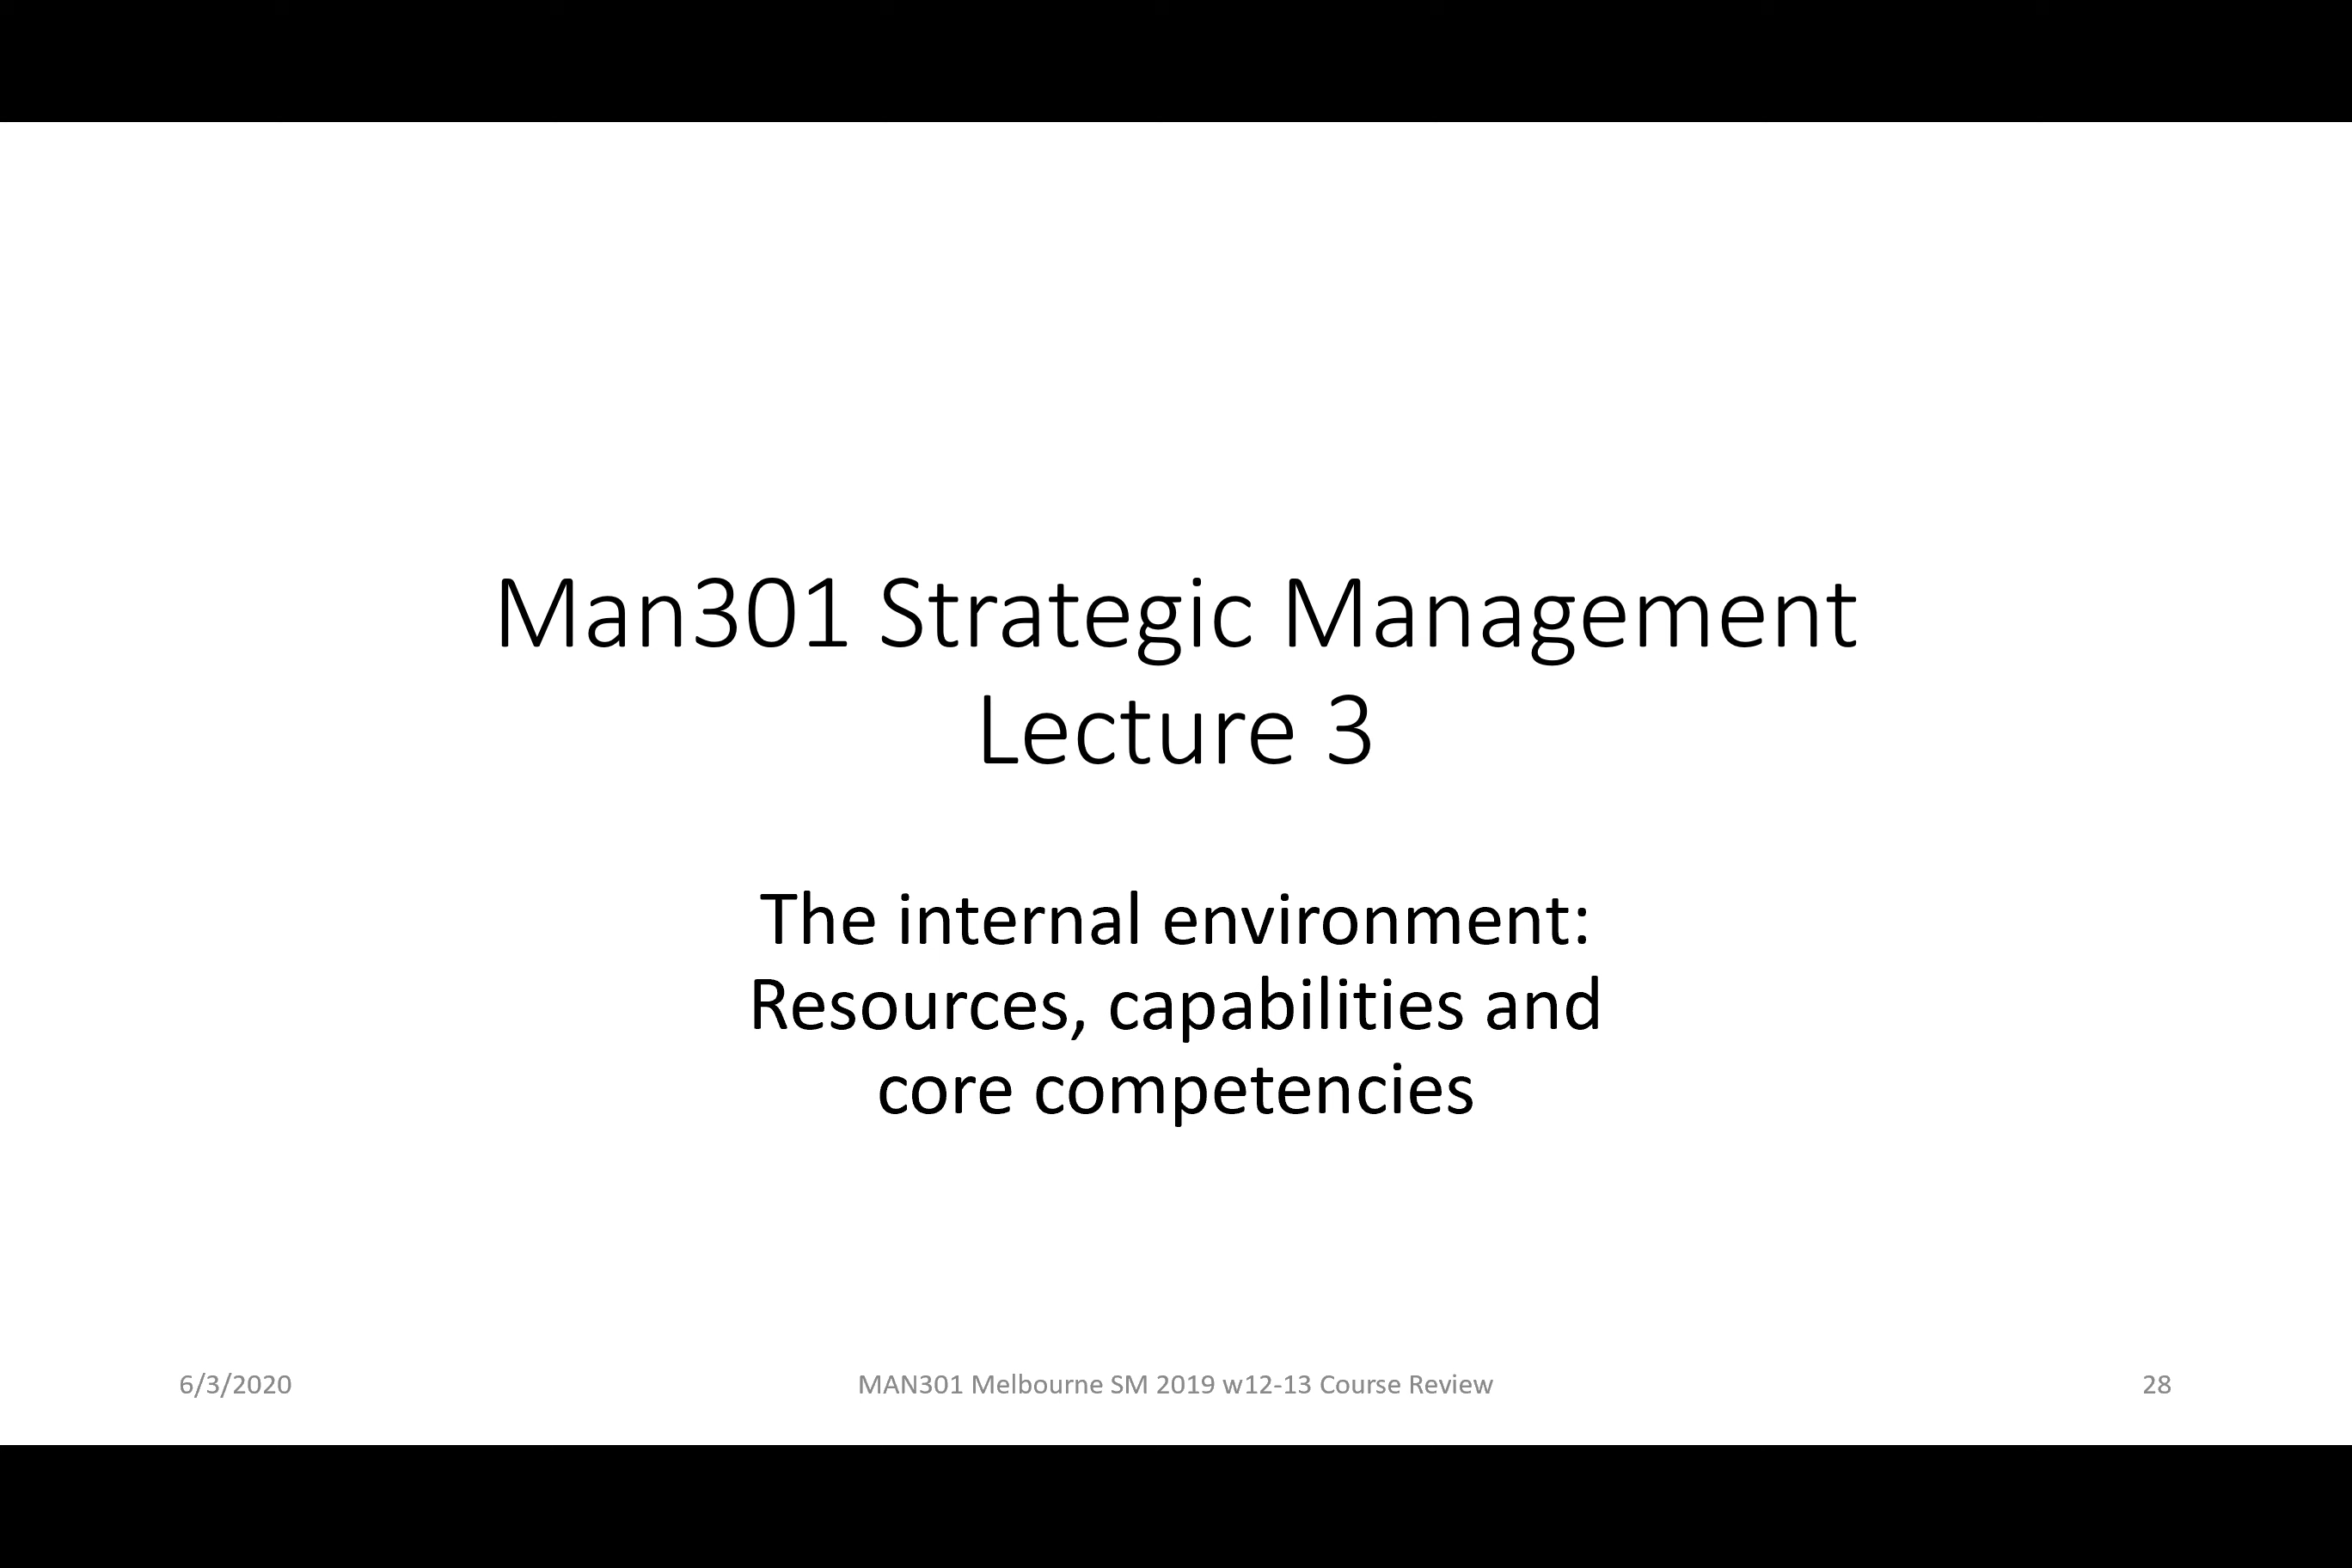 Man301 Strategic Management
Lecture 3
The internal environment:
Resources, capabilities and
core competencies
6/3/2020
MAN301 Melbourne SM 2019 w12-13 Course Review
28